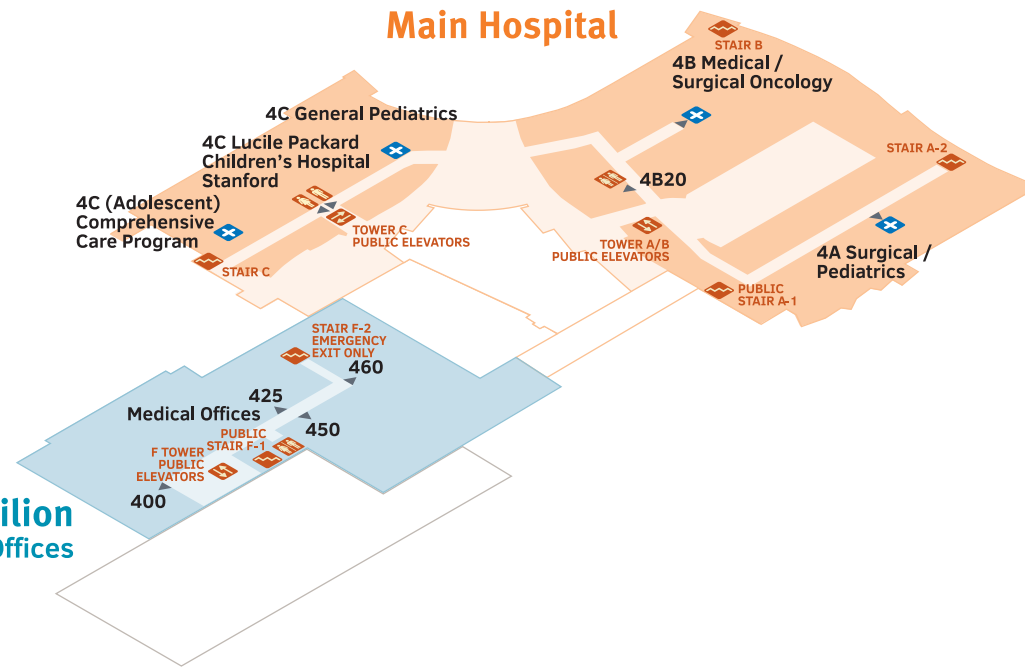 Main Hospital
STAIR B
4B Medical /
Surgical Oncology
4C General Pediatrics
4C Lucile Packard
Children's Hospital
Stanford
STAIR A-2
4B20
4C (Adolescent)
Comprehensive
Care Program
TOWER C
PUBLIC ELEVATORS
TOWER A/B
PUBLIC ELEVATORS
4A Surgical /
Pediatrics
STAIR C
PUBLIC
STAIR A-1
STAIR F-2
EMERGENCY
EXIT ONLY
460
425
Medical Offices
450
PUBLIC
STAIR F-1
F TOWER
PUBLIC
ELEVATORS
400
ilion
Offices